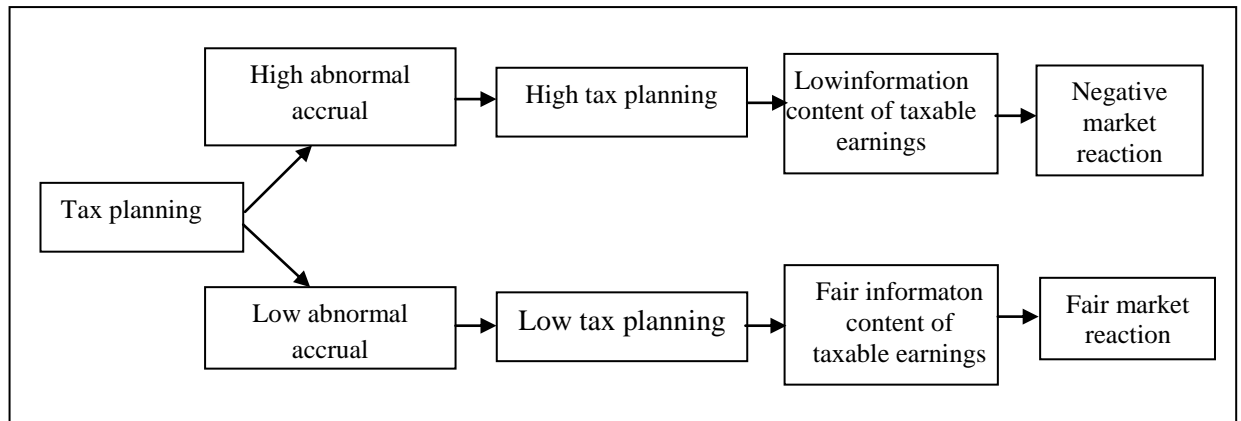 High abnormal
accrual
High tax planning
Lowinformation
content of taxable
earnings
Negative
market
reaction
Tax planning
Low abnormal
accrual
Low tax planning
Fair informaton
content of
taxable earnings
Fair market
reaction